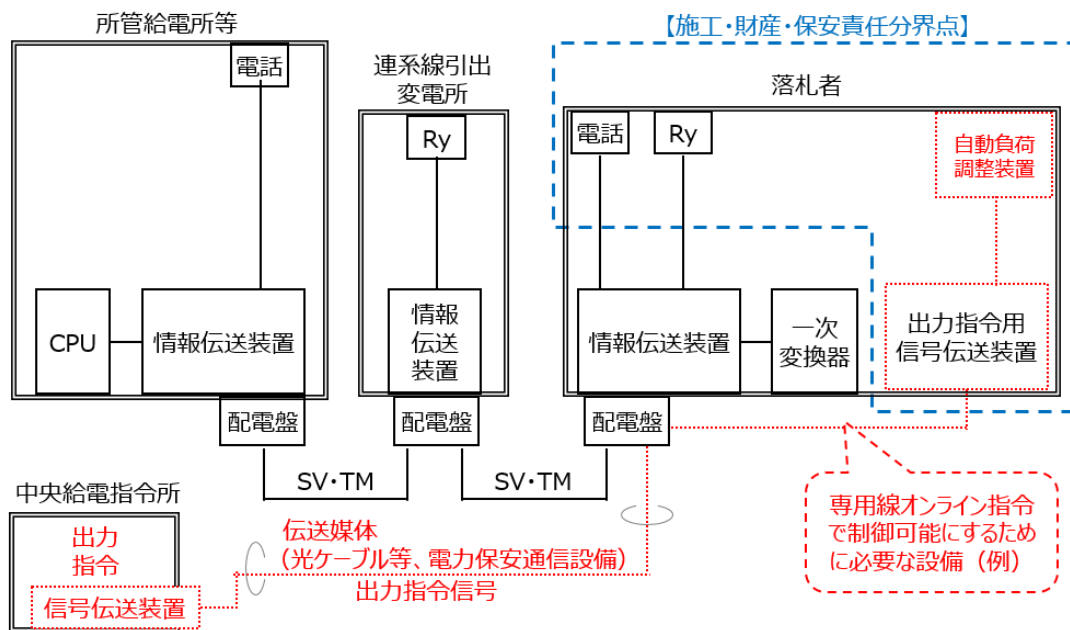 所管給電所等
電話
CPU
情報伝送装置
配電盤
連系線引出
変電所
Ry
情報
伝送
装置
配電盤
【施工・財産・保安責任分界点】
落札者
電話
Ry
自動負荷
調整装置
情報伝送装置
一次
変換器
出力指令用
信号伝送装置
配電盤
SV・TM
SV・TM
中央給電指令所
出力
指令
信号伝送装置
伝送媒体
(光ケーブル等、電力保安通信設備)
出力指令信号
専用線オンライン指令
で制御可能にするため
に必要な設備（例）